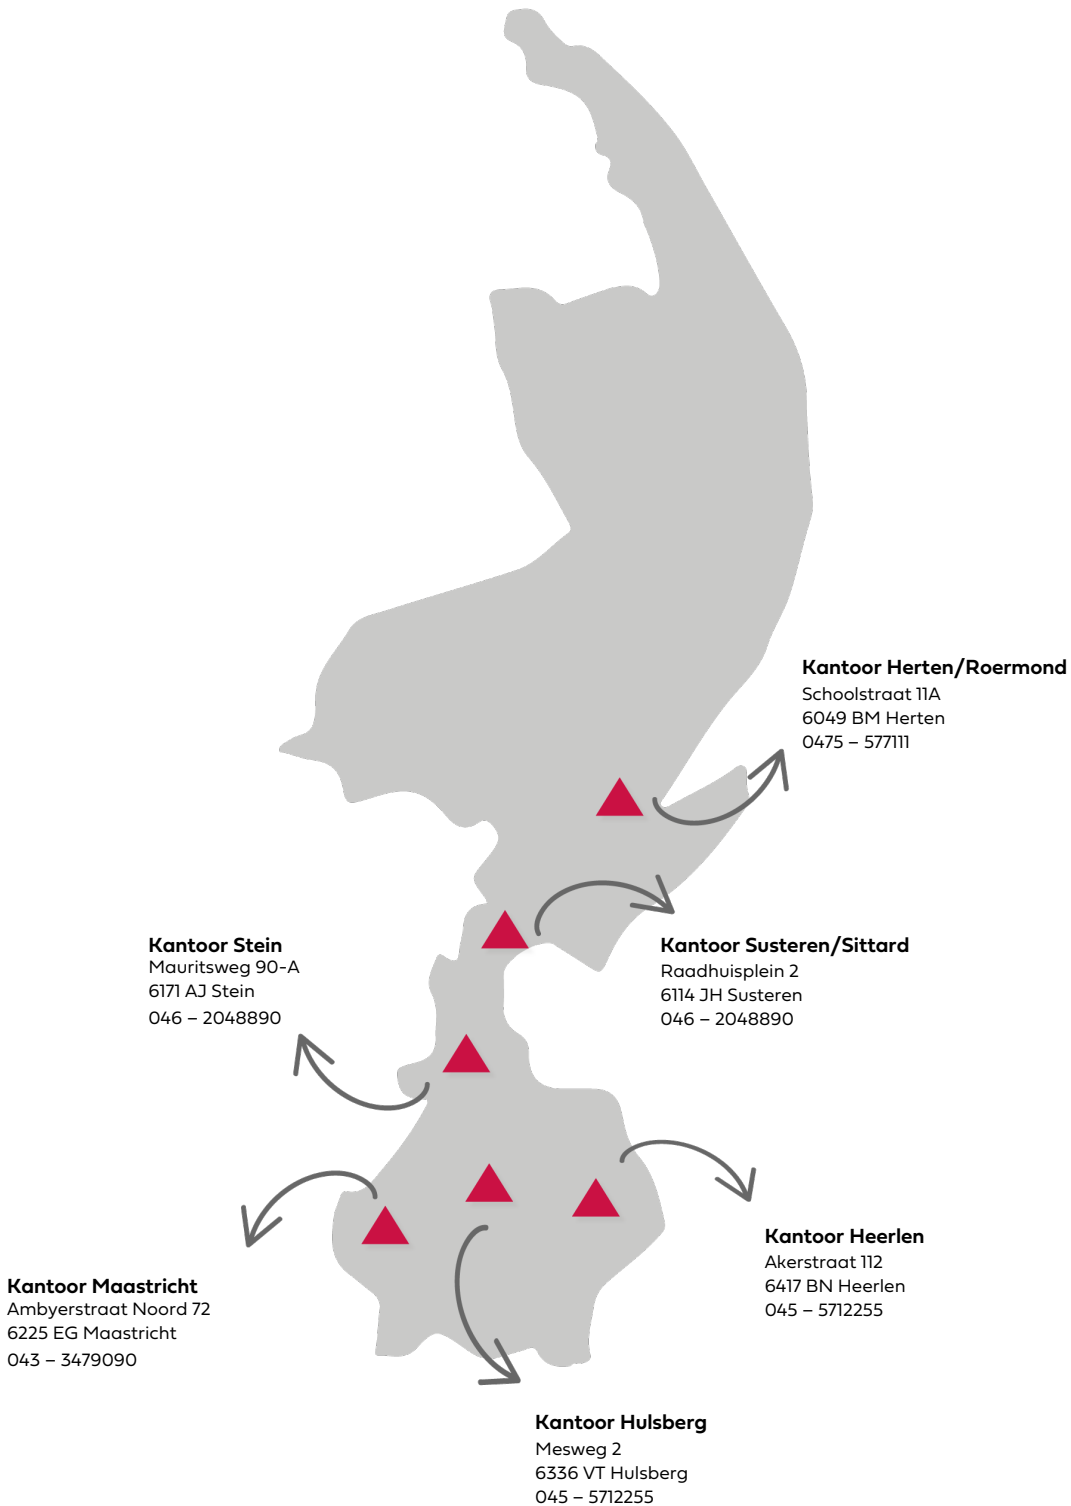 Kantoor Herten/Roermond
Schoolstraat 11A
6049 BM Herten
0475 – 577111
Kantoor Stein
Mauritsweg 90-A
6171 AJ Stein
046 – 2048890
Kantoor Susteren/Sittard
Raadhuisplein 2
6114 JH Susteren
046 – 2048890
Kantoor Heerlen
Akerstraat 112
6417 BN Heerlen
045 – 5712255
Kantoor Maastricht
Ambyerstraat Noord 72
6225 EG Maastricht
043 – 3479090
Kantoor Hulsberg
Mesweg 2
6336 VT Hulsberg
045 – 5712255